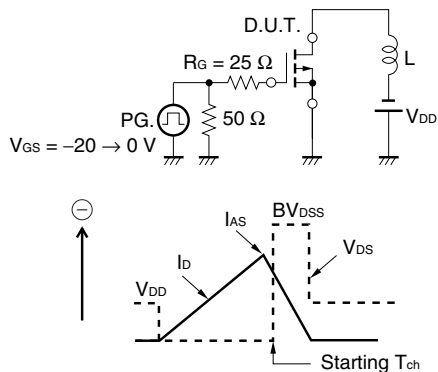 D.U.T.
RG = 25 Ω
L
PG.
50 Ω
VDD
VGS = −20 → 0 V
−
IAS
BVDSS
ID
VDS
VDD
Starting Tch